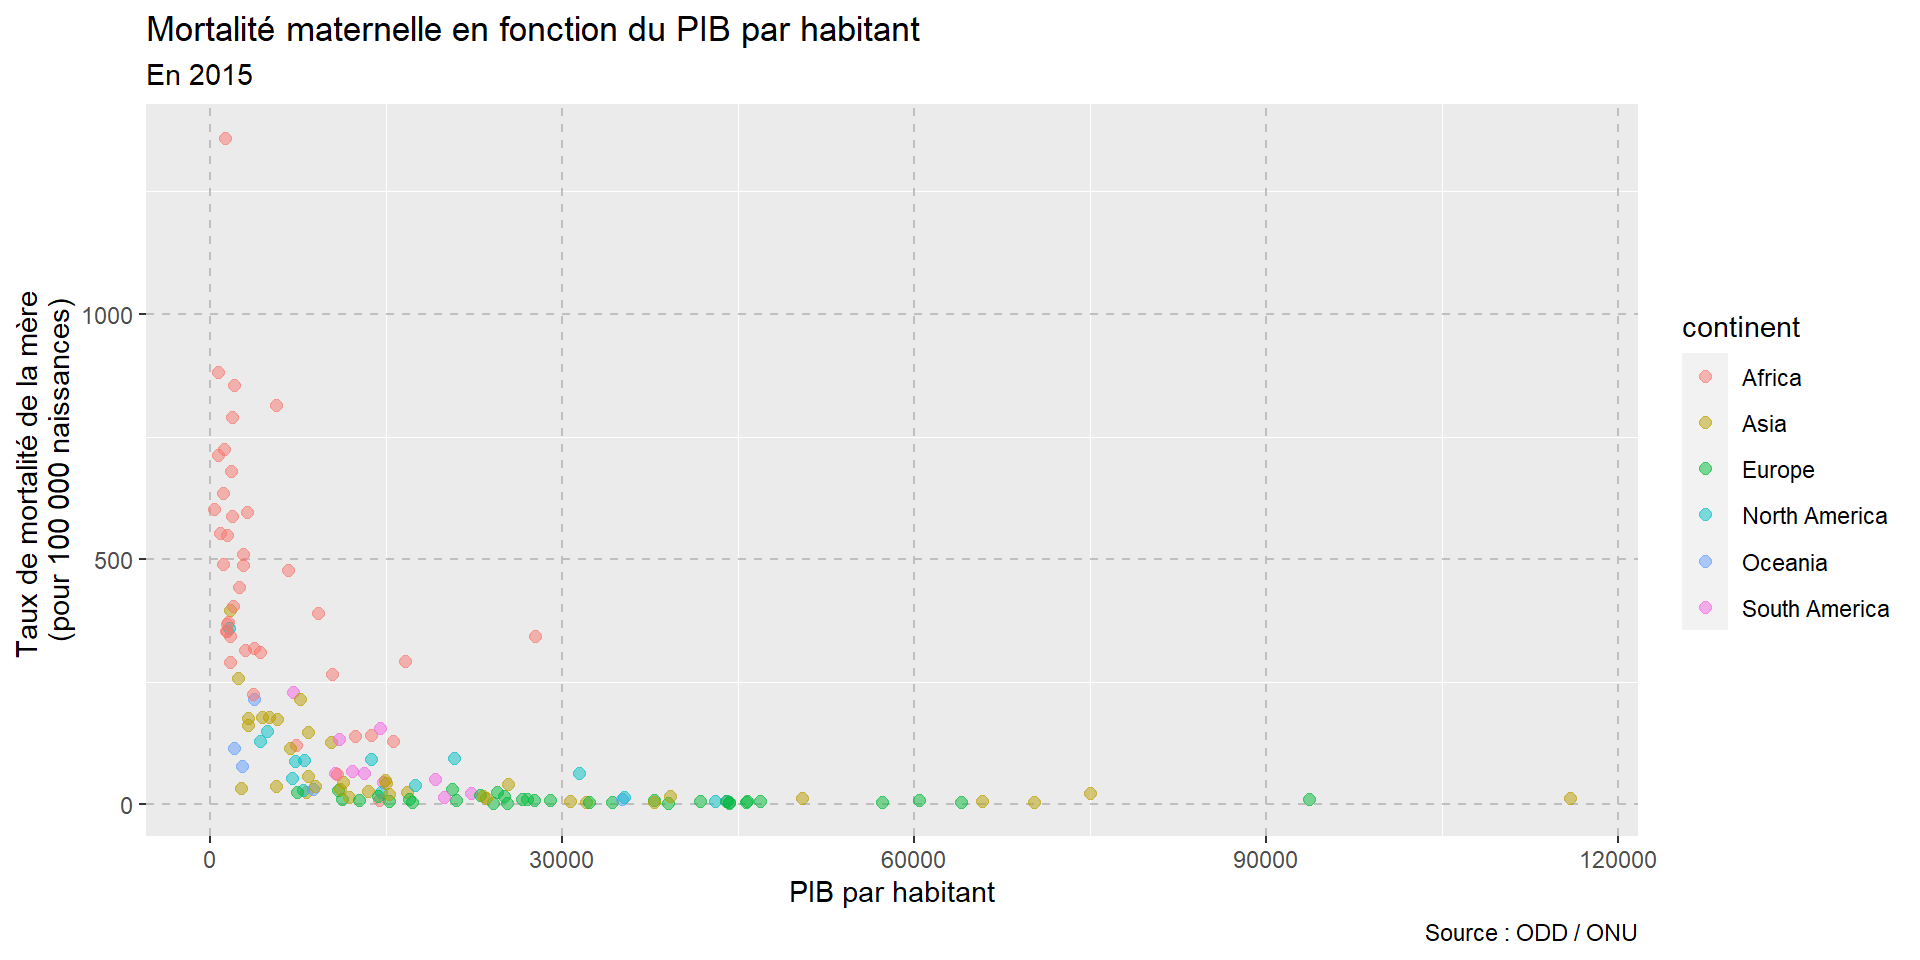 Mortalité maternelle en fonction du PIB par habitant
En 2015
Taux de mortalité de la mère
(pour 100 000 naissances)
1000
500
0
0
30000
60000
90000
120000
PIB par habitant
continent
Africa
Asia
Europe
North America
Oceania
South America
Source : ODD / ONU